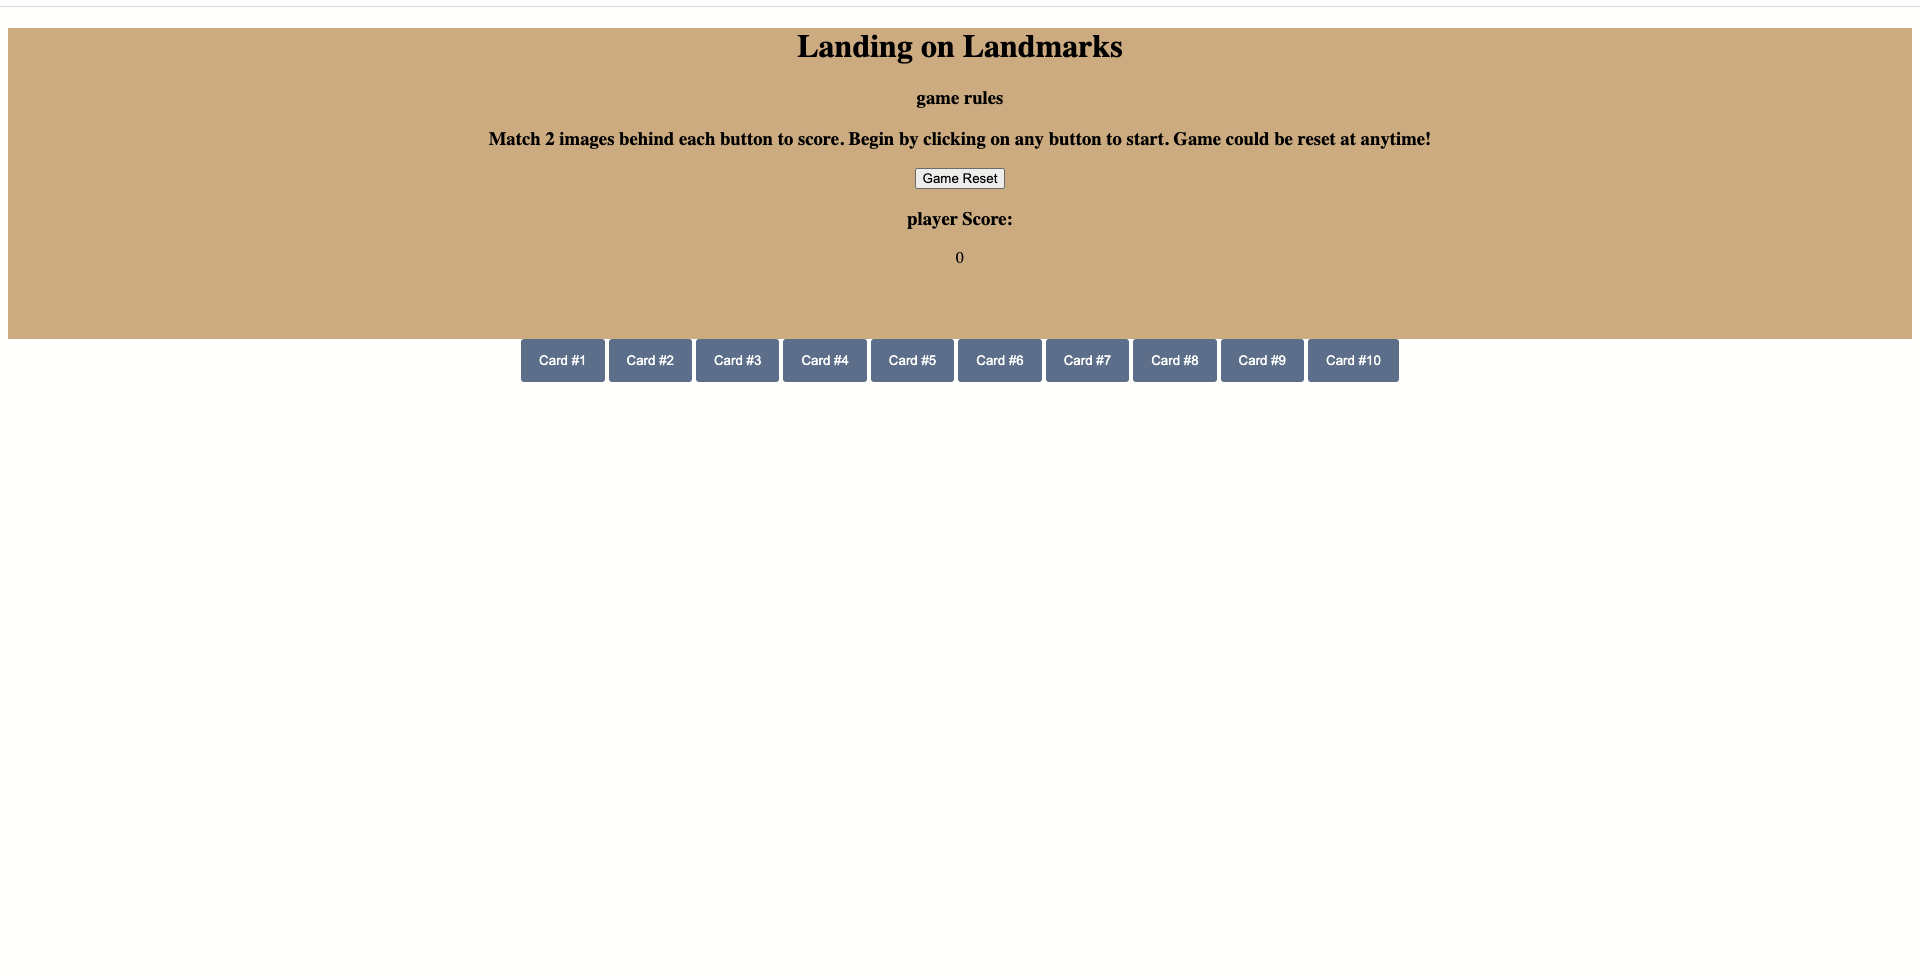 Landing on Landmarks
game rules
Match 2 images behind each button to score. Begin by clicking on any button to start. Game could be reset at anytime!
Game Reset
player Score:
0
Card #1 Card #2 Card #3 Card #4 Card #5 Card #6 Card #7 Card #8 Card #9 Card #10